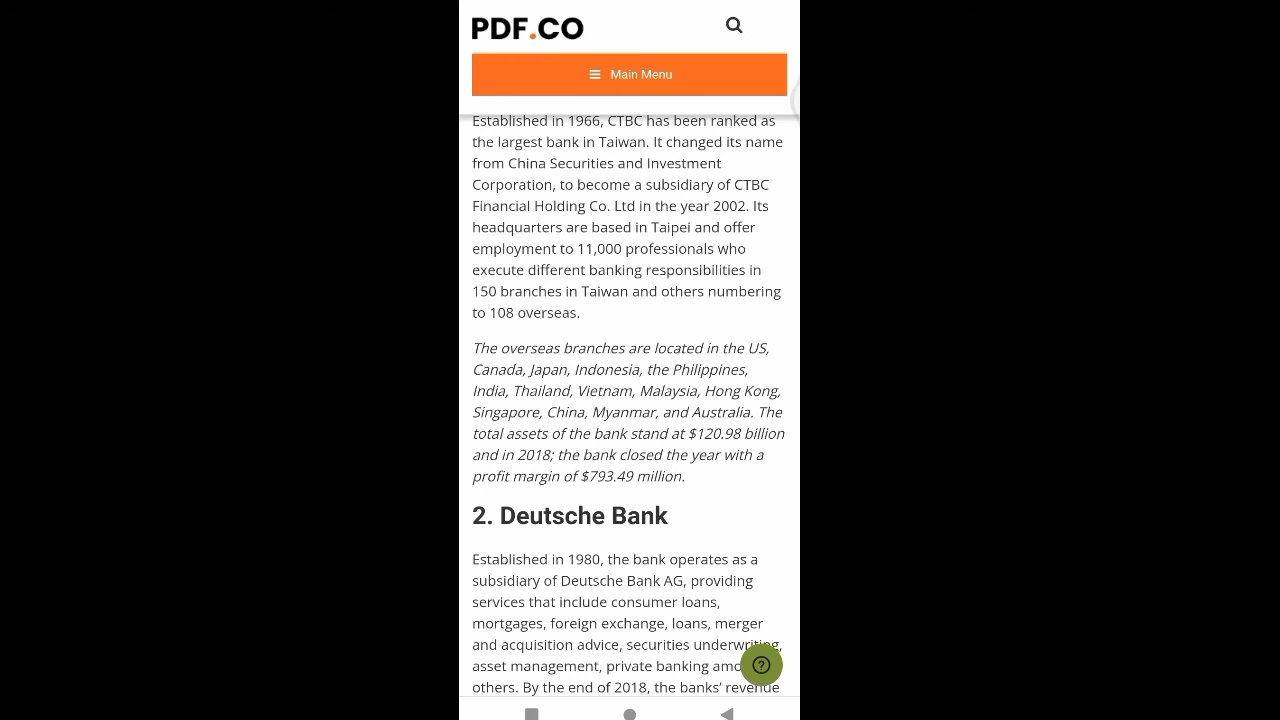 PDF.CO
Main Menu
Established in 1966, CTBC has been ranked as
the largest bank in Taiwan. It changed its name
from China Securities and Investment
Corporation, to become a subsidiary of CTBC
Financial Holding Co. Ltd in the year 2002. Its
headquarters are based in Taipei and offer
employment to 11,000 professionals who
execute different banking responsibilities in
150 branches in Taiwan and others numbering
to 108 overseas.
The overseas branches are located in the US,
Canada, Japan, Indonesia, the Philippines,
India, Thailand, Vietnam, Malaysia, Hong Kong,
Singapore, China, Myanmar, and Australia. The
total assets of the bank stand at $120.98 billion
and in 2018; the bank closed the year with a
profit margin of $793.49 million.
2. Deutsche Bank
Established in 1980, the bank operates as a
subsidiary of Deutsche Bank AG, providing
services that include consumer loans,
mortgages, foreign exchange, loans, merger
and acquisition advice, securities underwriting,
asset management, private banking
others. By the end of 2018, the banks’ revenue